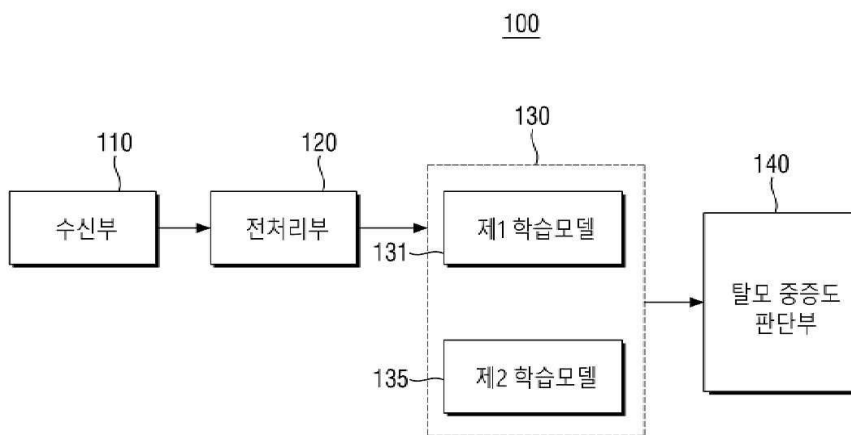 100
110
120
130
140
수신부
전처리부
제1 학습모델
131
탈모 중증도
판단부
제2 학습모델
135